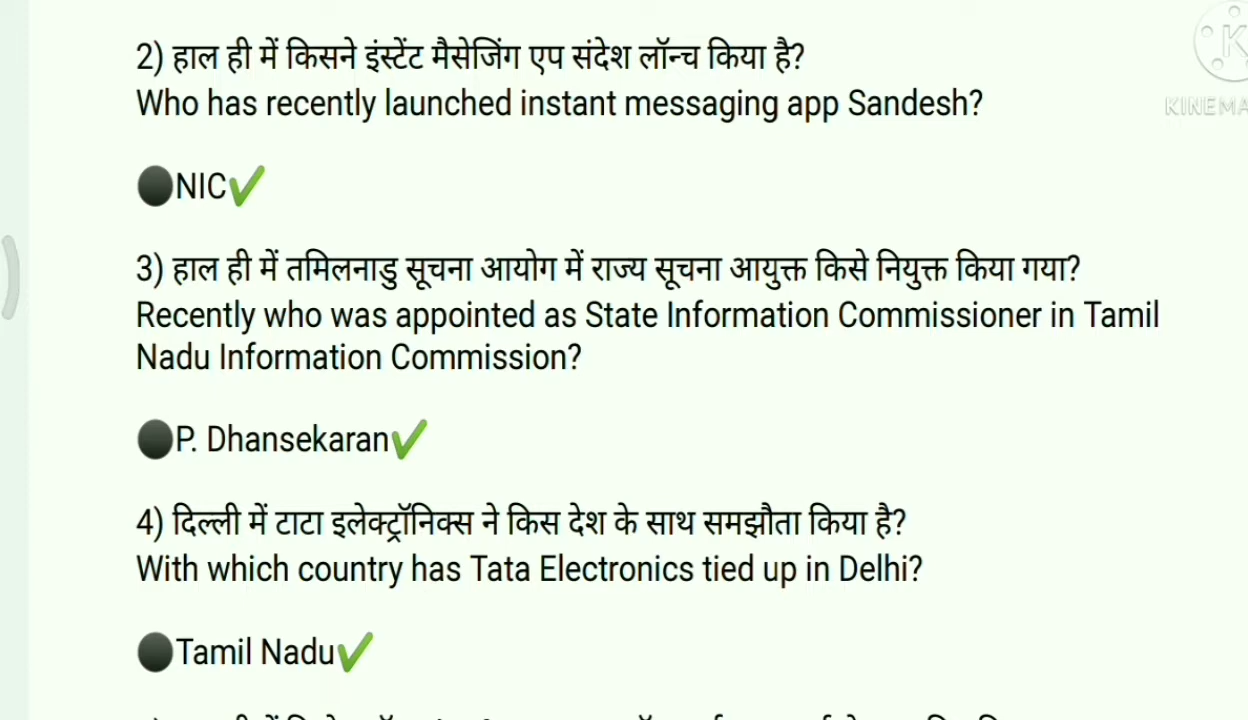 2) हाल ही में किसने इंस्टेंट मैसेजिंग एप संदेश लॉन्च किया है?
Who has recently launched instant messaging app Sandesh?
NIC
3) हाल ही में तमिलनाडु सूचना आयोग में राज्य सूचना आयुक्त किसे नियुक्त किया गया?
Recently who was appointed as State Information Commissioner in Tamil
Nadu Information Commission?
P. Dhansekaran
4) दिल्ली में टाटा इलेक्ट्रॉनिक्स ने किस देश के साथ समझौता किया है?
With which country has Tata Electronics tied up in Delhi?
Tamil Nadu